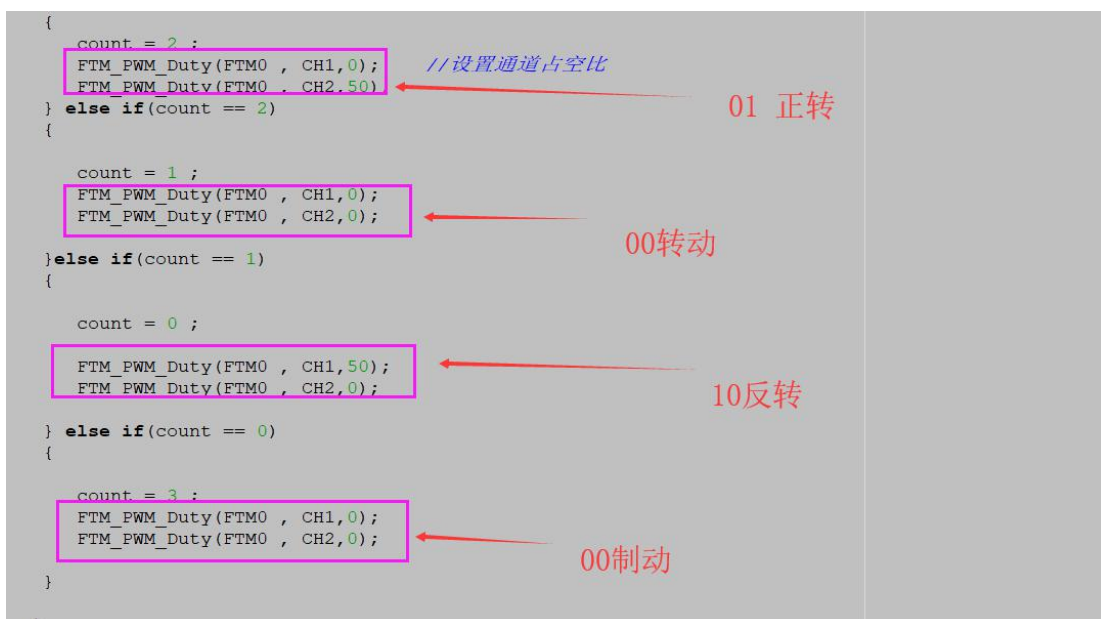 {
count = 2 ;
FTM_PWM_Duty(FTM0 , CH1,0); //设置通道占空比
FTM_PWM_Duty(FTM0 , CH2,50)
} else if(count == 2)
01 正转
{
count = 1 ;
FTM_PWM_Duty(FTM0 , CH1,0);
FTM_PWM_Duty(FTM0 , CH2,0);
00转动
}else if(count == 1)
{
count = 0 ;
FTM_PWM_Duty(FTM0 , CH1,50);
FTM_PWM_Duty(FTM0 , CH2,0);
10反转
} else if(count == 0)
{
count = 3 ;
FTM_PWM_Duty(FTM0 , CH1,0);
FTM_PWM_Duty(FTM0 , CH2,0);
00制动
}